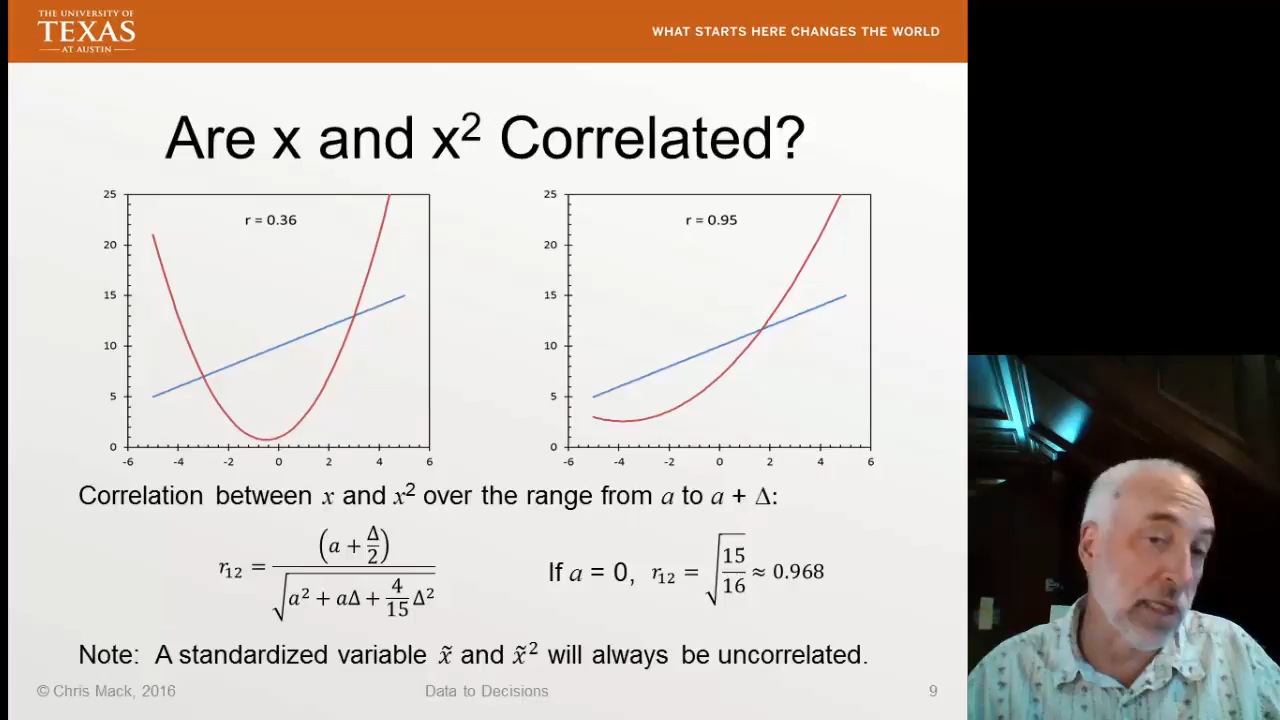 THE UNIVERSITY OF
TEXAS
AT AUSTIN
WHAT STARTS HERE CHANGES THE WORLD
Are x and x² Correlated?
25
20
15
10
5
0
-6 -4 -2 0 2 4 6
r = 0.36
25
20
15
10
5
0
-6 -4 -2 0 2 4 6
r = 0.95
Correlation between x and x² over the range from a to a + Δ:
r₁₂ = (a + Δ/2) / √(a² + aΔ + 4/15 Δ²)
If a = 0, r₁₂ = √(15/16) ≈ 0.968
Note: A standardized variable x̃ and x̃² will always be uncorrelated.
© Chris Mack, 2016
Data to Decisions
9